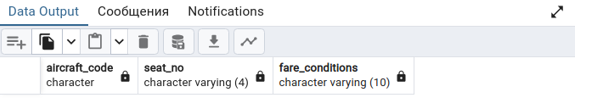 Data Output Сообщения Notifications
aircraft_code seat_no fare_conditions
character character varying (4) character varying (10)